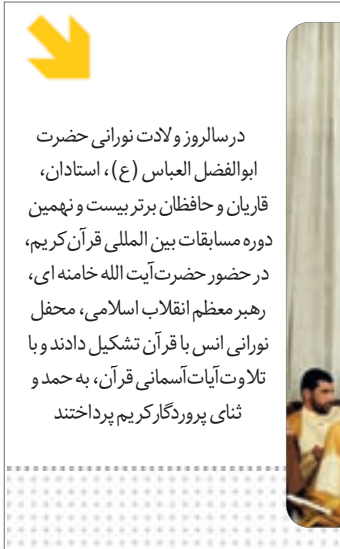 درسالروز ولادت نورانی حضرت
ابوالفضل العباس (ع)، استادان،
قاریان و حافظان برتر بیست و نهمین
دوره مسابقات بین المللی قرآن کریم،
در حضور حضرت آیت الله خامنه ای،
رهبر معظم انقلاب اسلامی، محفل
نورانی انس با قرآن تشکیل دادند و با
تلاوت آیات آسمانی قرآن، به حمد و
ثنای پروردگار کریم پرداختند